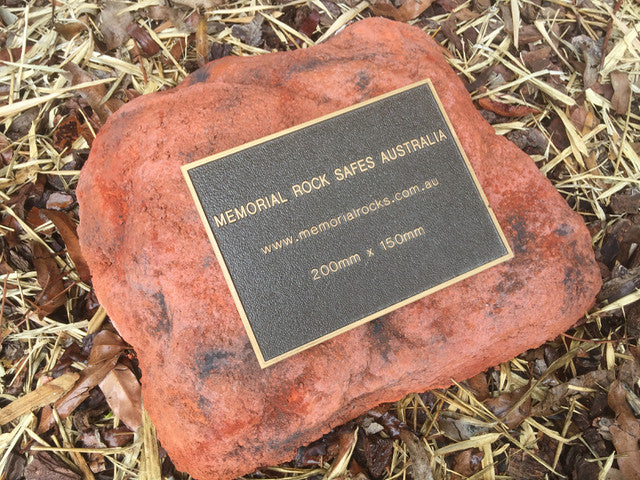 MEMORIAL ROCK SAFES AUSTRALIA
www.memorialrocks.com.au
200mm x 150mm